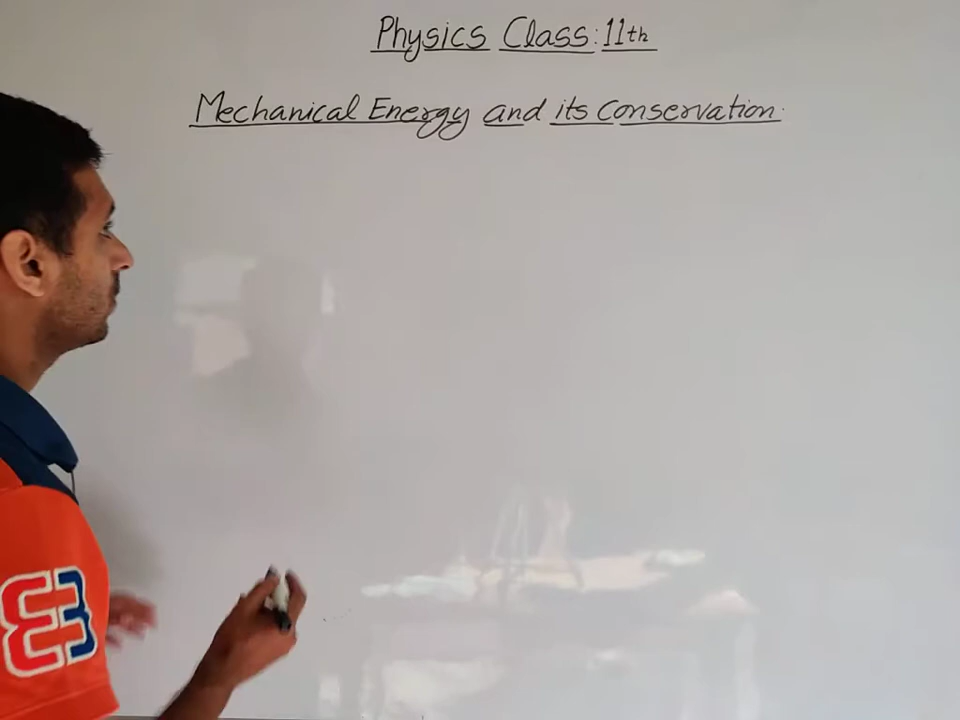 Physics Class: 11th
Mechanical Energy and its Conservation.